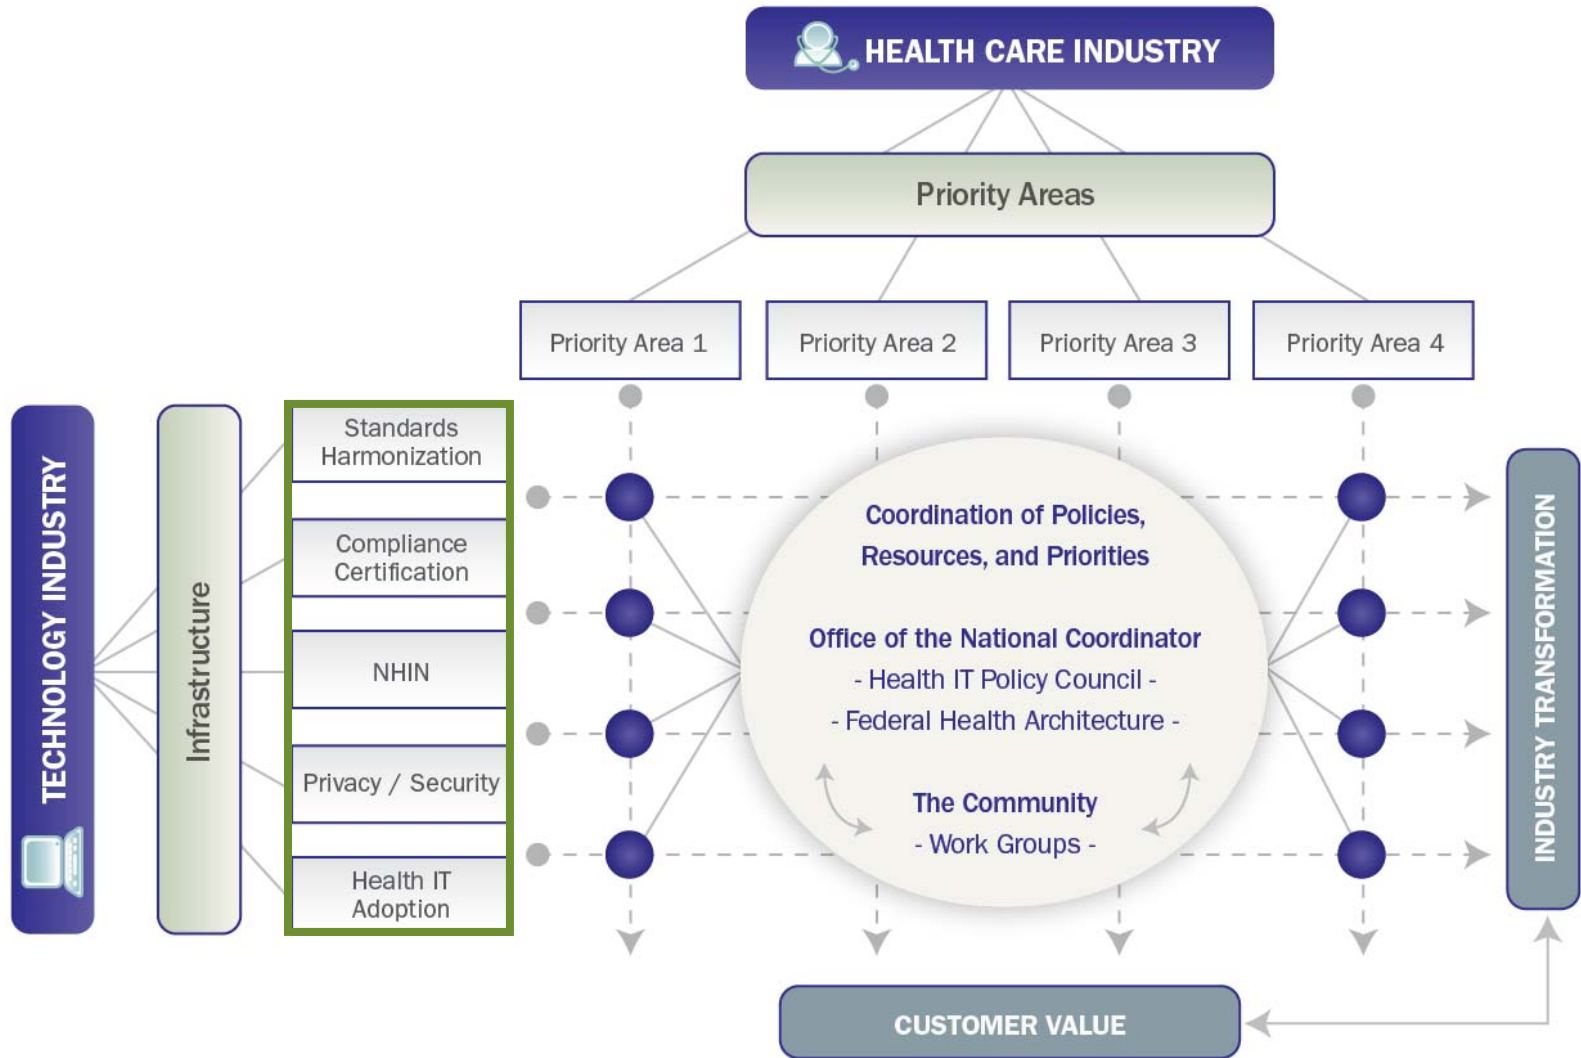 HEALTH CARE INDUSTRY
Priority Areas
Priority Area 1
Priority Area 2
Priority Area 3
Priority Area 4
TECHNOLOGY INDUSTRY
Infrastructure
Standards
Harmonization
Compliance
Certification
NHIN
Privacy / Security
Health IT
Adoption
Coordination of Policies,
Resources, and Priorities
Office of the National Coordinator
- Health IT Policy Council -
- Federal Health Architecture -
The Community
- Work Groups -
INDUSTRY TRANSFORMATION
CUSTOMER VALUE